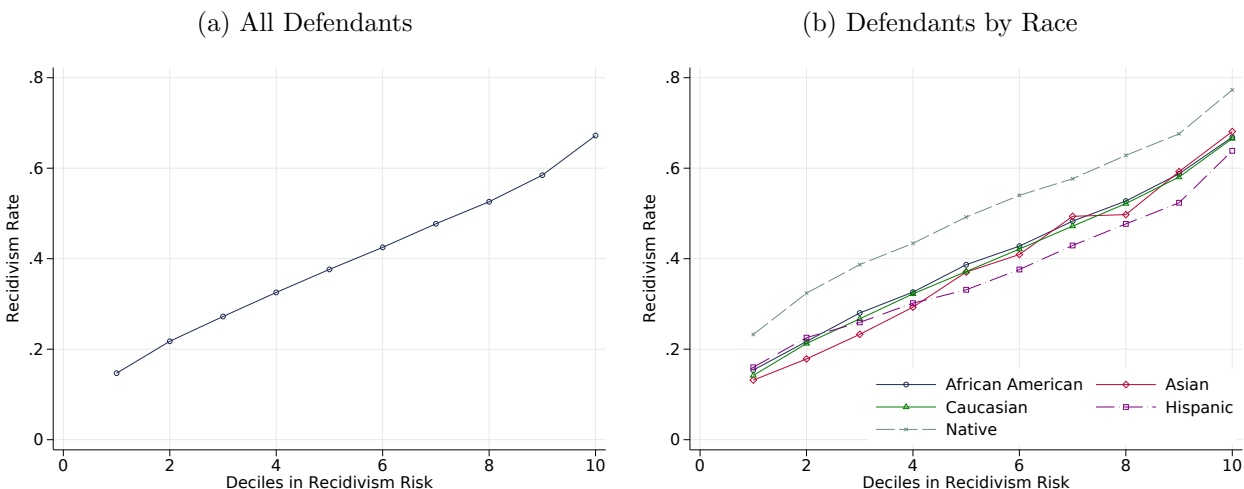 (a) All Defendants
.8
.6
.4
.2
0
Recidivism Rate
0 2 4 6 8 10
Deciles in Recidivism Risk
(b) Defendants by Race
.8
.6
.4
.2
0
Recidivism Rate
African American Asian
Caucasian Hispanic
Native
0 2 4 6 8 10
Deciles in Recidivism Risk